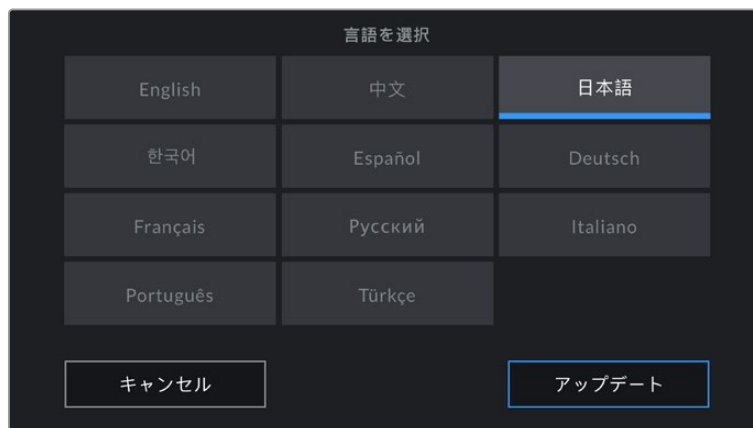 言語を選択
English
中文
日本語
한국어
Español
Deutsch
Français
Русский
Italiano
Português
Türkçe
キャンセル
アップデート